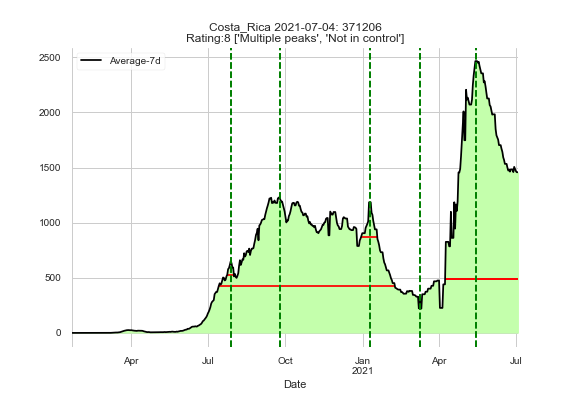 Costa_Rica 2021-07-04: 371206
Rating:8 ['Multiple peaks', 'Not in control']
Average-7d
2500
2000
1500
1000
500
0
Apr
Jul
Oct
Jan
2021
Apr
Jul
Date